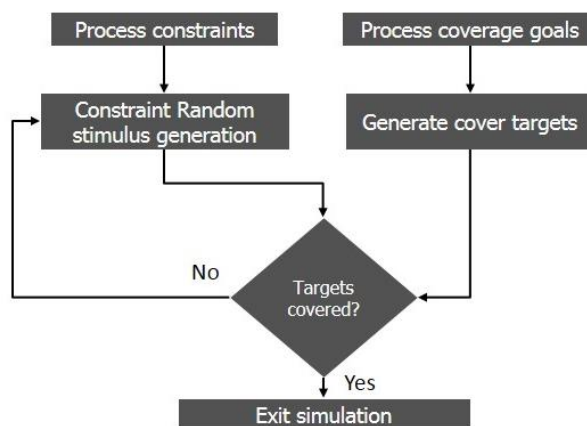 Process constraints
Process coverage goals
Constraint Random
stimulus generation
Generate cover targets
No
Targets
covered?
Yes
Exit simulation